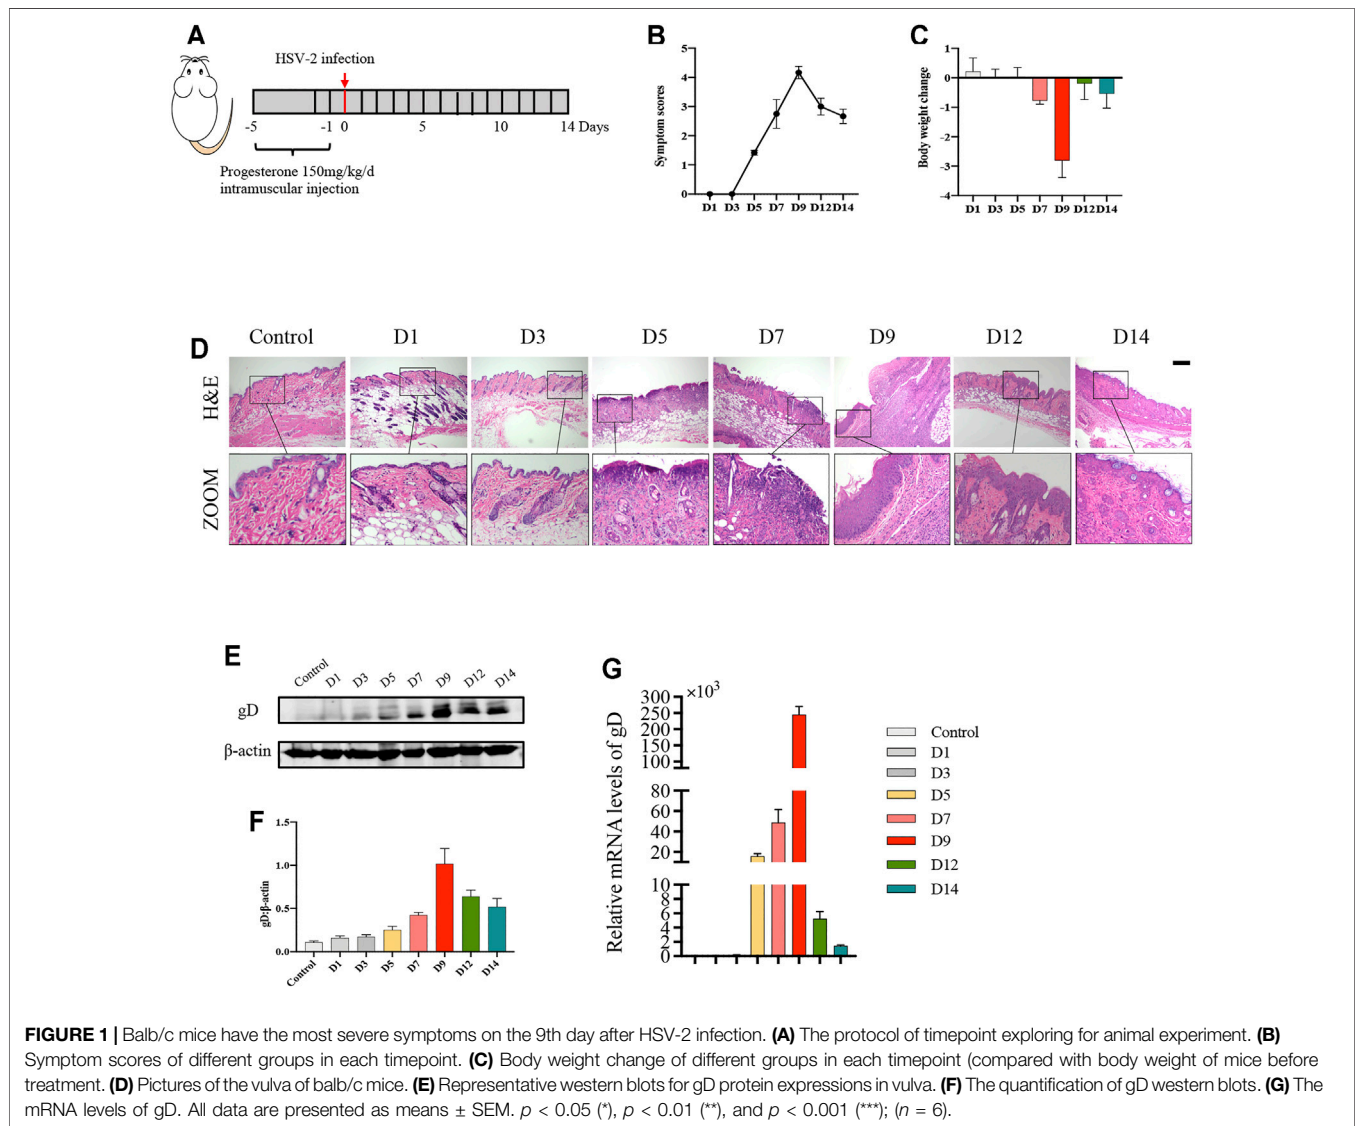 A
HSV-2 infection
-5
-1
0
5
10
14 Days
Progesterone 150mg/kg/d
intramuscular injection
B
Symptom scores
5
4
3
2
1
0
D1
D3
D5
D7
D9
D12
D14
C
Body weight change
1
0
-1
-2
-3
-4
D1
D3
D5
D7
D9
D12
D14
D
Control
D1
D3
D5
D7
D9
D12
D14
H&E
ZOOM
E
Control
D1
D3
D5
D7
D9
D12
D14
gD
β-actin
F
gD:β-actin
1.5
1.0
0.5
0.0
Control
D1
D3
D5
D7
D9
D12
D14
G
Relative mRNA levels of gD
×10³
300
250
200
150
100
80
60
40
20
10
8
6
4
2
0
Control
D1
D3
D5
D7
D9
D12
D14
FIGURE 1 | Balb/c mice have the most severe symptoms on the 9th day after HSV-2 infection. (A) The protocol of timepoint exploring for animal experiment. (B)
Symptom scores of different groups in each timepoint. (C) Body weight change of different groups in each timepoint (compared with body weight of mice before
treatment. (D) Pictures of the vulva of balb/c mice. (E) Representative western blots for gD protein expressions in vulva. (F) The quantification of gD western blots. (G) The
mRNA levels of gD. All data are presented as means ± SEM. p < 0.05 (*), p < 0.01 (**), and p < 0.001 (***); (n = 6).